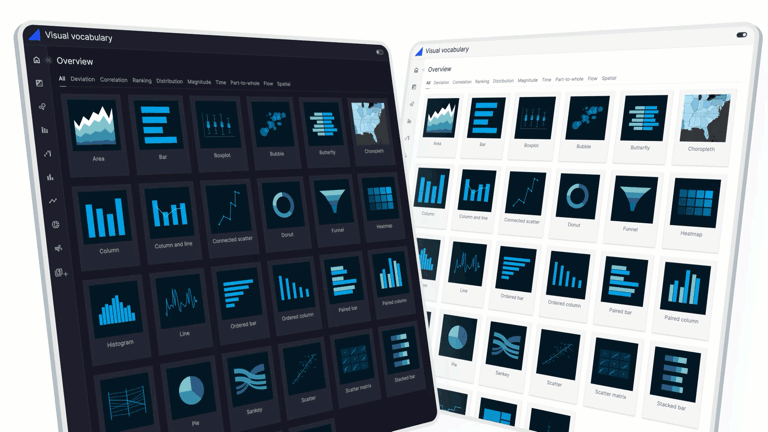 Visual vocabulary
Overview
All Deviation Correlation Ranking Distribution Magnitude Time Part-to-whole Flow Spatial
Area Bar Boxplot Bubble Butterfly Choropleth
Column Column and line Connected scatter Donut Funnel Heatmap
Histogram Line Ordered bar Ordered column Paired bar Paired column
Pie Sankey Scatter Scatter matrix Stacked bar
Visual vocabulary
Overview
All Deviation Correlation Ranking Distribution Magnitude Time Part-to-whole Flow Spatial
Area Bar Boxplot Bubble Butterfly Choropleth
Column Column and line Connected scatter Donut Funnel Heatmap
Line Ordered bar Ordered column Paired bar Paired column
Pie Sankey Scatter Scatter matrix Stacked bar